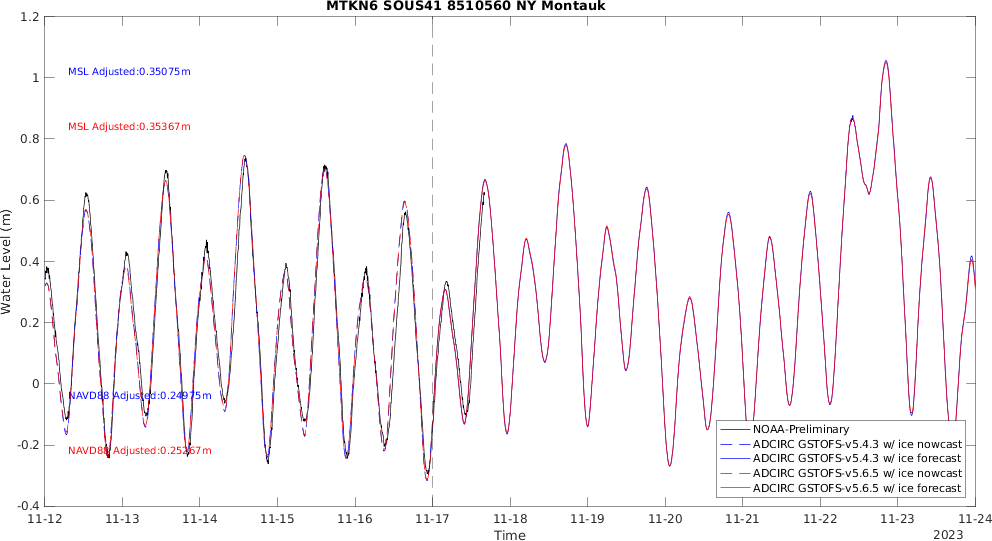 MTKN6 SOUS41 8510560 NY Montauk
1.2
1
0.8
0.6
0.4
0.2
0
-0.2
-0.4
Water Level (m)
MSL Adjusted:0.35075m
MSL Adjusted:0.35367m
NAVD88 Adjusted:0.24975m
NAVD88 Adjusted:0.25267m
NOAA-Preliminary
ADCIRC GSTOFS-v5.4.3 w/ ice nowcast
ADCIRC GSTOFS-v5.4.3 w/ ice forecast
ADCIRC GSTOFS-v5.6.5 w/ ice nowcast
ADCIRC GSTOFS-v5.6.5 w/ ice forecast
11-12 11-13 11-14 11-15 11-16 11-17 11-18 11-19 11-20 11-21 11-22 11-23 11-24
Time
2023